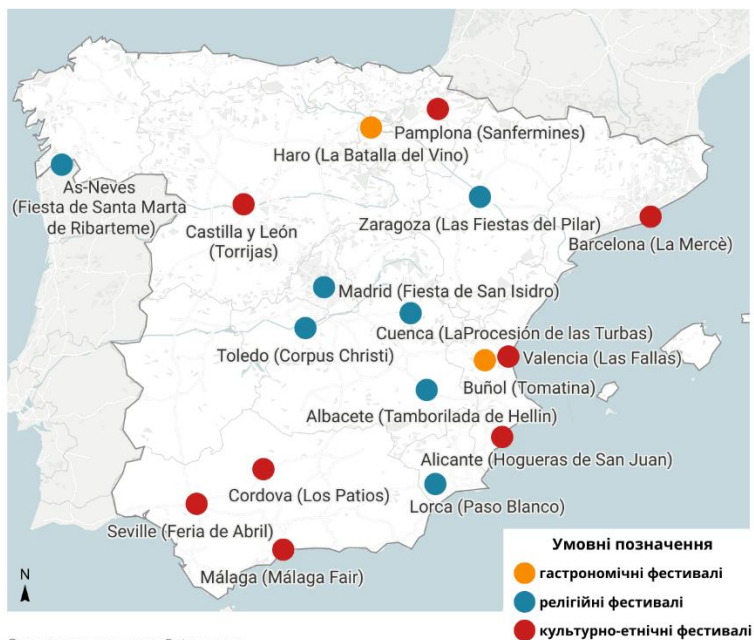 Pamplona (Sanfermines)
Haro (La Batalla del Vino)
As-Neves
(Fiesta de Santa Marta
de Ribarteme)
Castilla y León
(Torrijas)
Zaragoza (Las Fiestas del Pilar)
Barcelona (La Mercè)
Madrid (Fiesta de San Isidro)
Cuenca (LaProcesión de las Turbas)
Toledo (Corpus Christi)
Valencia (Las Fallas)
Buñol (Tomatina)
Albacete (Tamborilada de Hellin)
Alicante (Hogueras de San Juan)
Cordova (Los Patios)
Lorca (Paso Blanco)
Seville (Feria de Abril)
Málaga (Málaga Fair)
N
Умовні позначення
гастрономічні фестивалі
релігійні фестивалі
культурно-етнічні фестивалі